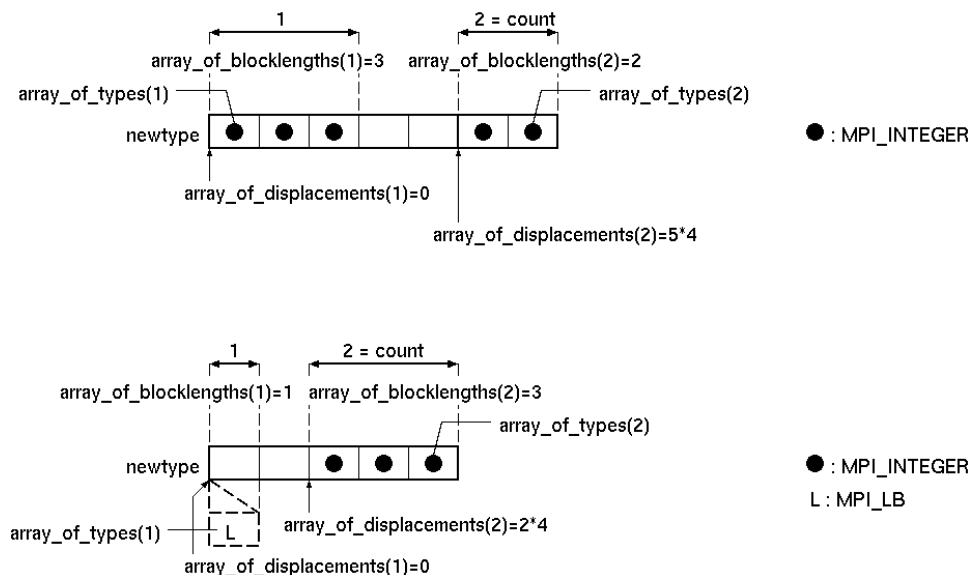 1
2 = count
array_of_blocklengths(1)=3
array_of_blocklengths(2)=2
array_of_types(1)
array_of_types(2)
newtype
: MPI_INTEGER
array_of_displacements(1)=0
array_of_displacements(2)=5*4
1
2 = count
array_of_blocklengths(1)=1
array_of_blocklengths(2)=3
array_of_types(2)
newtype
: MPI_INTEGER
L : MPI_LB
array_of_types(1)
L
array_of_displacements(2)=2*4
array_of_displacements(1)=0